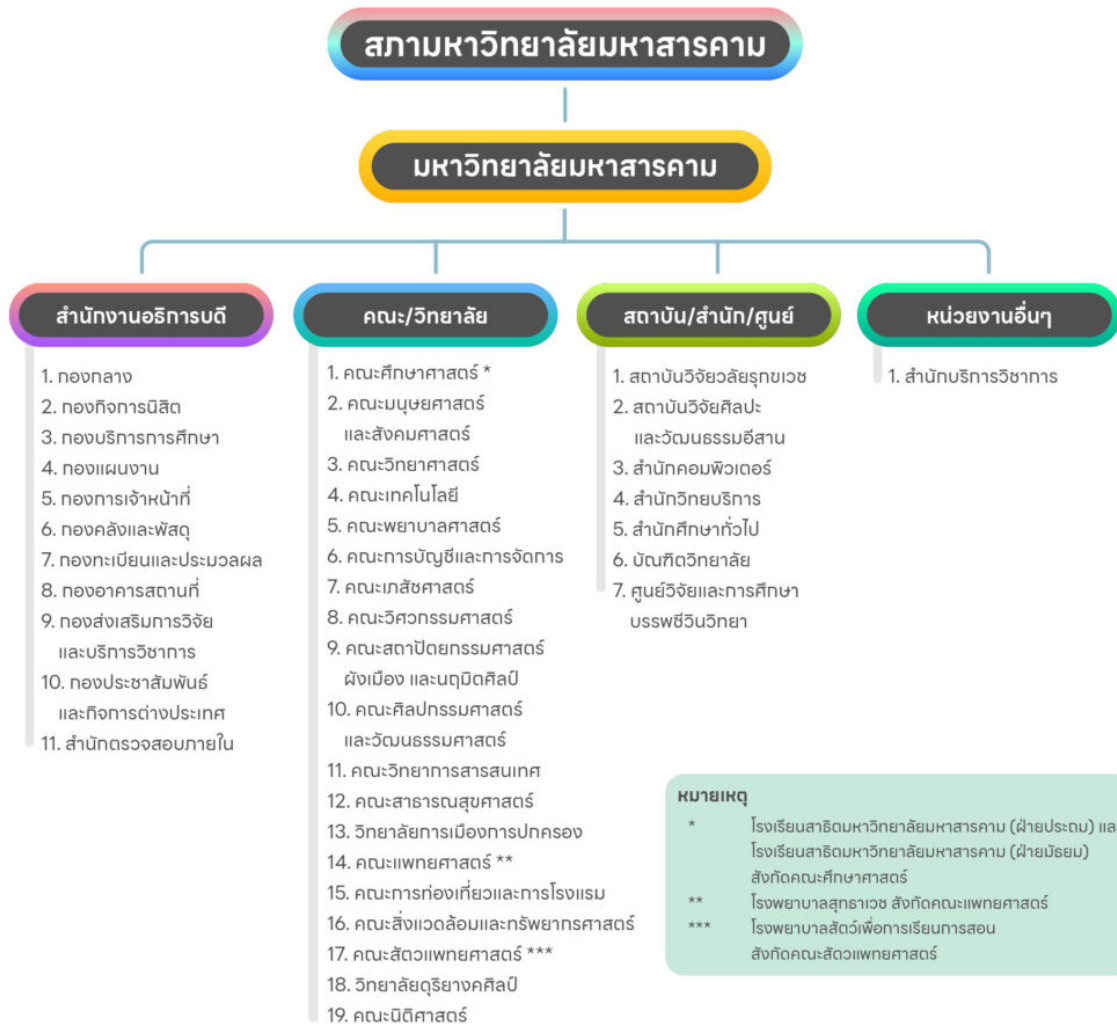 สภามหาวิทยาลัยมหาสารคาม
มหาวิทยาลัยมหาสารคาม
สำนักงานอธิการบดี
1. กองกลาง
2. กองกิจการนิสิต
3. กองบริการการศึกษา
4. กองแผนงาน
5. กองการเจ้าหน้าที่
6. กองคลังและพัสดุ
7. กองทะเบียนและประมวลผล
8. กองอาคารสถานที่
9. กองส่งเสริมการวิจัย
และบริการวิชาการ
10. กองประชาสัมพันธ์
และกิจการต่างประเทศ
11. สำนักตรวจสอบภายใน
คณะ/วิทยาลัย
1. คณะศึกษาศาสตร์ *
2. คณะมนุษยศาสตร์
และสังคมศาสตร์
3. คณะวิทยาศาสตร์
4. คณะเทคโนโลยี
5. คณะพยาบาลศาสตร์
6. คณะการบัญชีและการจัดการ
7. คณะเภสัชศาสตร์
8. คณะวิศวกรรมศาสตร์
9. คณะสถาปัตยกรรมศาสตร์
ผังเมือง และนฤมิตศิลป์
10. คณะศิลปกรรมศาสตร์
และวัฒนธรรมศาสตร์
11. คณะวิทยาการสารสนเทศ
12. คณะสาธารณสุขศาสตร์
13. วิทยาลัยการเมืองการปกครอง
14. คณะแพทยศาสตร์ **
15. คณะการท่องเที่ยวและการโรงแรม
16. คณะสิ่งแวดล้อมและทรัพยากรศาสตร์
17. คณะสัตวแพทยศาสตร์ ***
18. วิทยาลัยดุริยางคศิลป์
19. คณะนิติศาสตร์
สถาบัน/สำนัก/ศูนย์
1. สถาบันวิจัยวลัยรุกขเวช
2. สถาบันวิจัยศิลปะ
และวัฒนธรรมอีสาน
3. สำนักคอมพิวเตอร์
4. สำนักวิทยบริการ
5. สำนักศึกษาทั่วไป
6. บัณฑิตวิทยาลัย
7. ศูนย์วิจัยและการศึกษา
บรรพชีวินวิทยา
หน่วยงานอื่นๆ
1. สำนักบริการวิชาการ
หมายเหตุ
* โรงเรียนสาธิตมหาวิทยาลัยมหาสารคาม (ฝ่ายประถม)
โรงเรียนสาธิตมหาวิทยาลัยมหาสารคาม (ฝ่ายมัธยม)
สังกัดคณะศึกษาศาสตร์
** โรงพยาบาลสุทธาเวช สังกัดคณะแพทยศาสตร์
*** โรงพยาบาลสัตว์เพื่อการเรียนการสอน
สังกัดคณะสัตวแพทยศาสตร์